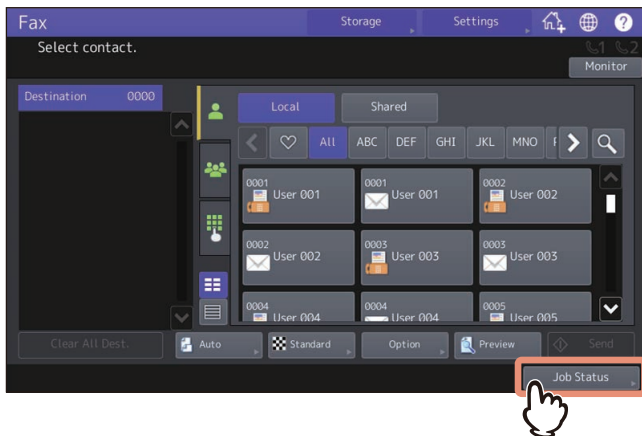 Fax
Storage
Settings
?
Select contact.
1 2
Monitor
Destination 0000
Local
Shared
All
ABC
DEF
GHI
JKL
MNO
0001
User 001
0001
User 001
0002
User 002
0002
User 002
0003
User 003
0003
User 003
0004
User 004
0004
User 004
0005
User 005
Clear All Dest.
Auto
Standard
Option
Preview
Send
Job Status